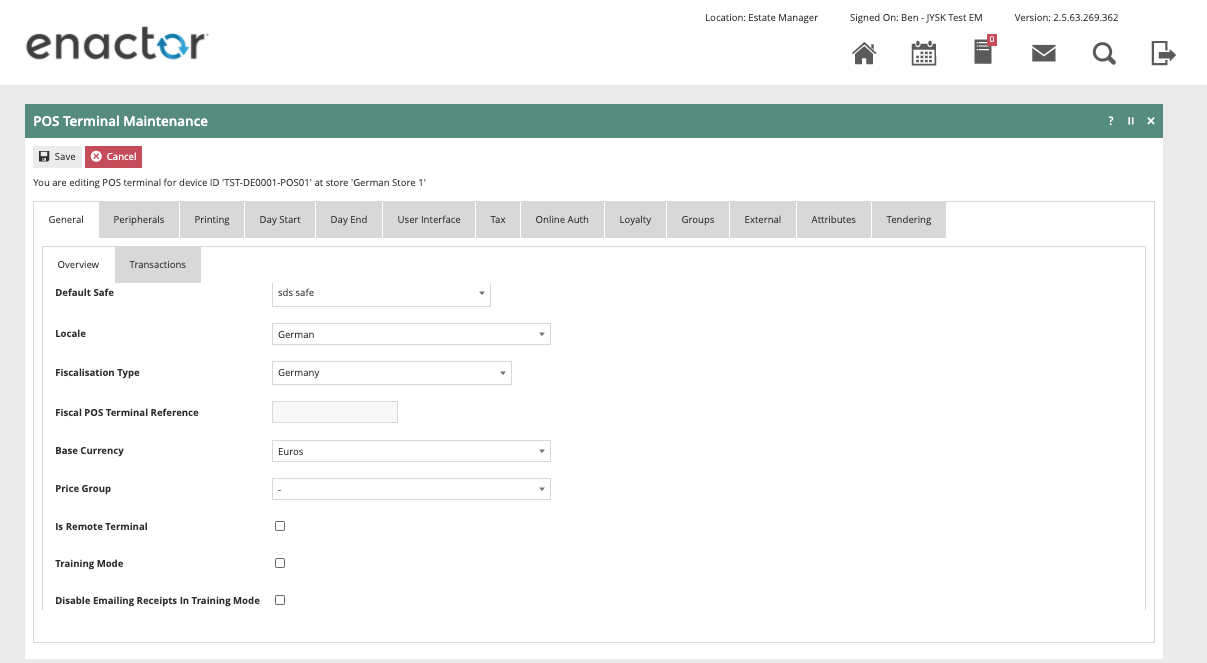 Location: Estate Manager Signed On: Ben - JYSK Test EM Version: 2.5.63.269.362
enactor
0
POS Terminal Maintenance ?
Save Cancel
You are editing POS terminal for device ID 'TST-DE0001-POS01' at store 'German Store 1'
General Peripherals Printing Day Start Day End User Interface Tax Online Auth Loyalty Groups External Attributes Tendering
Overview Transactions
Default Safe sds safe
Locale German
Fiscalisation Type Germany
Fiscal POS Terminal Reference
Base Currency Euros
Price Group -
Is Remote Terminal
Training Mode
Disable Emailing Receipts In Training Mode